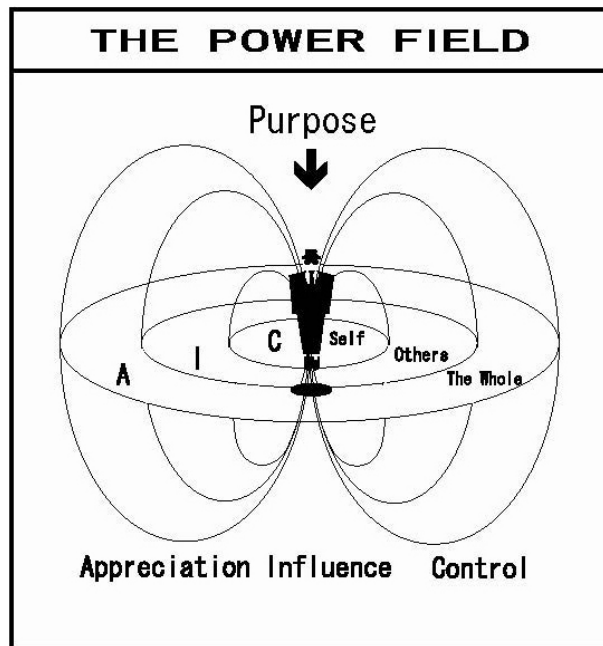 THE POWER FIELD
Purpose
C Self
I Others
A The Whole
Appreciation Influence Control